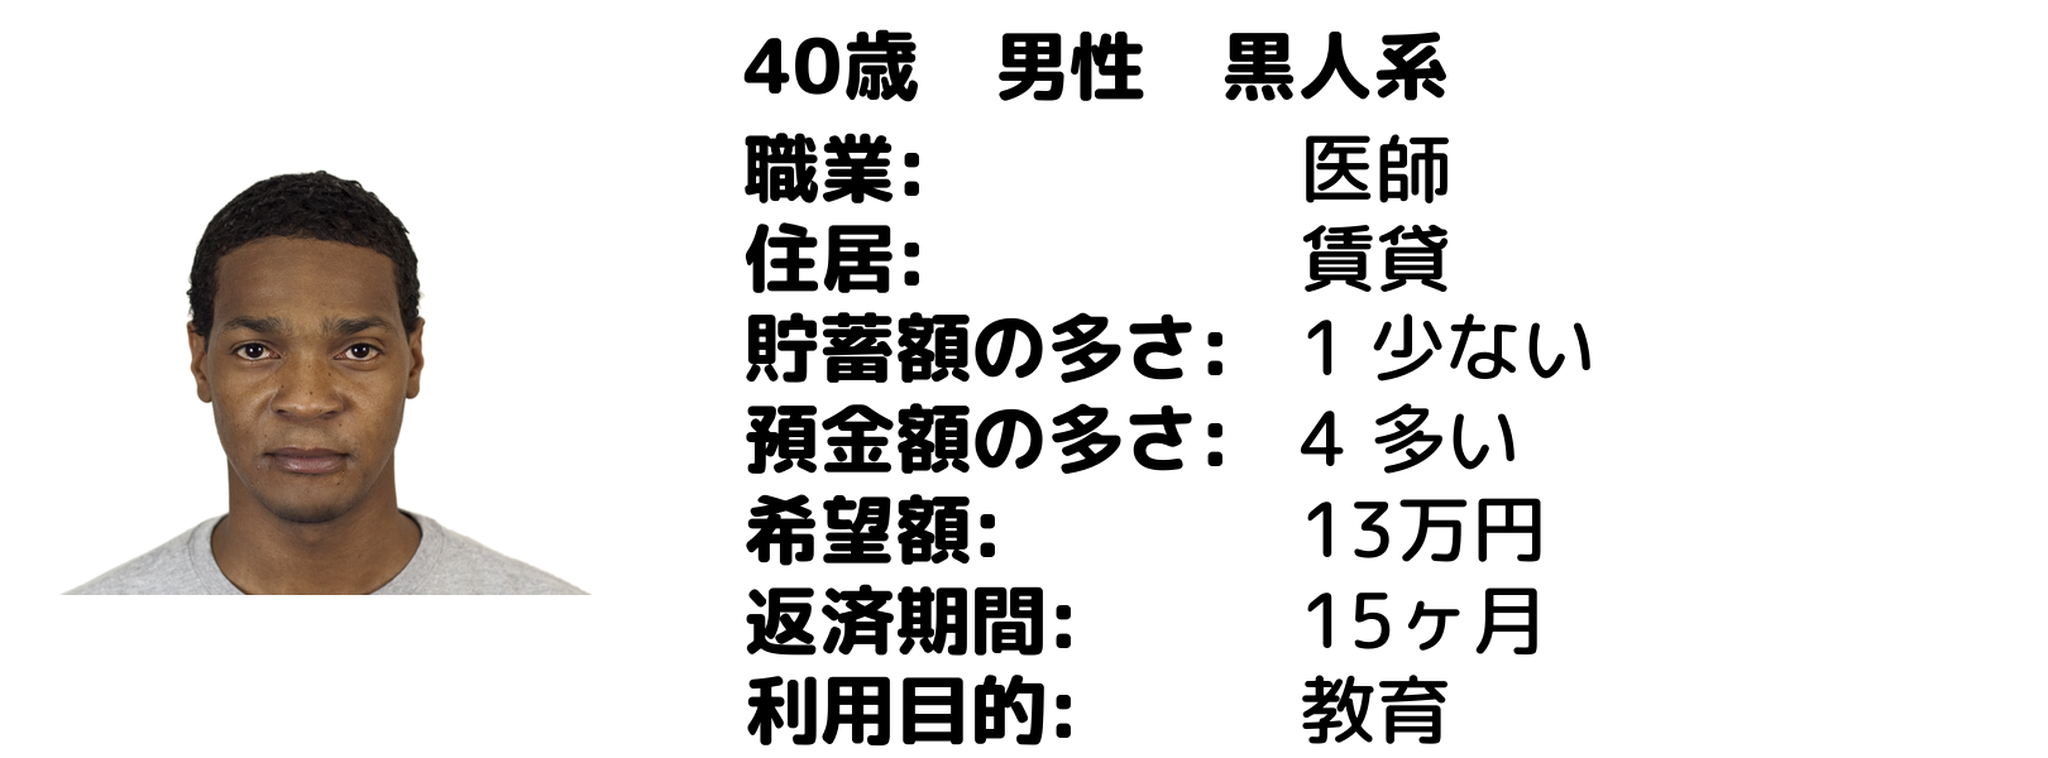 40歳　男性　黒人系
職業: 医師
住居: 賃貸
貯蓄額の多さ: 1 少ない
預金額の多さ: 4 多い
希望額: 13万円
返済期間: 15ヶ月
利用目的: 教育